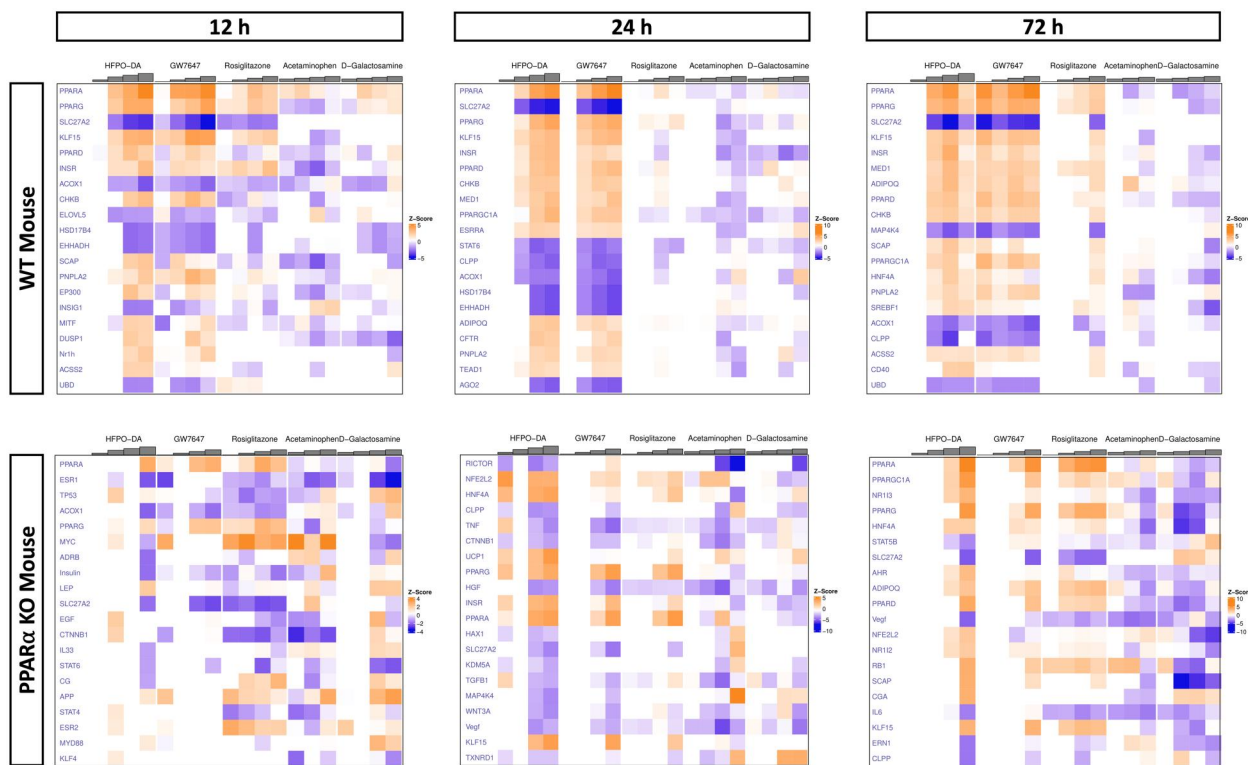 12 h
24 h
72 h
WT Mouse
HFPO-DA GW7647 Rosiglitazone Acetaminophen D-Galactosamine
PPARA
PPARG
SLC27A2
KLF15
PPARD
INSR
ACOX1
CHKB
ELOVL5
HSD17B4
EHHADH
SCAP
PNPLA2
EP300
INSIG1
MITF
DUSP1
Nr1h
ACSS2
UBD
Z-Score
5
0
-5
HFPO-DA GW7647 Rosiglitazone Acetaminophen D-Galactosamine
PPARA
SLC27A2
PPARG
KLF15
INSR
PPARD
CHKB
MED1
PPARGC1A
ESRRA
STAT6
CLPP
ACOX1
HSD17B4
EHHADH
ADIPOQ
CFTR
PNPLA2
TEAD1
AGO2
Z-Score
10
5
0
-5
HFPO-DA GW7647 Rosiglitazone Acetaminophen D-Galactosamine
PPARA
PPARG
SLC27A2
KLF15
INSR
MED1
ADIPOQ
PPARD
CHKB
MAP4K4
SCAP
PPARGC1A
HNF4A
PNPLA2
SREBF1
ACOX1
CLPP
ACSS2
CD40
UBD
Z-Score
10
5
0
-5
PPARα KO Mouse
HFPO-DA GW7647 Rosiglitazone Acetaminophen D-Galactosamine
PPARA
ESR1
TP53
ACOX1
PPARG
MYC
ADRB
Insulin
LEP
SLC27A2
EGF
CTNNB1
IL33
STAT6
CG
APP
STAT4
ESR2
MYD88
KLF4
Z-Score
4
2
0
-2
-4
HFPO-DA GW7647 Rosiglitazone Acetaminophen D-Galactosamine
RICTOR
NFE2L2
HNF4A
CLPP
TNF
CTNNB1
UCP1
PPARG
HGF
INSR
PPARA
HAX1
SLC27A2
KDM5A
TGFB1
MAP4K4
WNT3A
Vegf
KLF15
TXNRD1
Z-Score
5
0
-5
-10
HFPO-DA GW7647 Rosiglitazone Acetaminophen D-Galactosamine
PPARA
PPARGC1A
NR1I3
PPARG
HNF4A
STAT5B
SLC27A2
AHR
ADIPOQ
PPARD
Vegf
NFE2L2
NR1I2
RB1
SCAP
CGA
IL6
KLF15
ERN1
CLPP
Z-Score
10
5
0
-5
-10